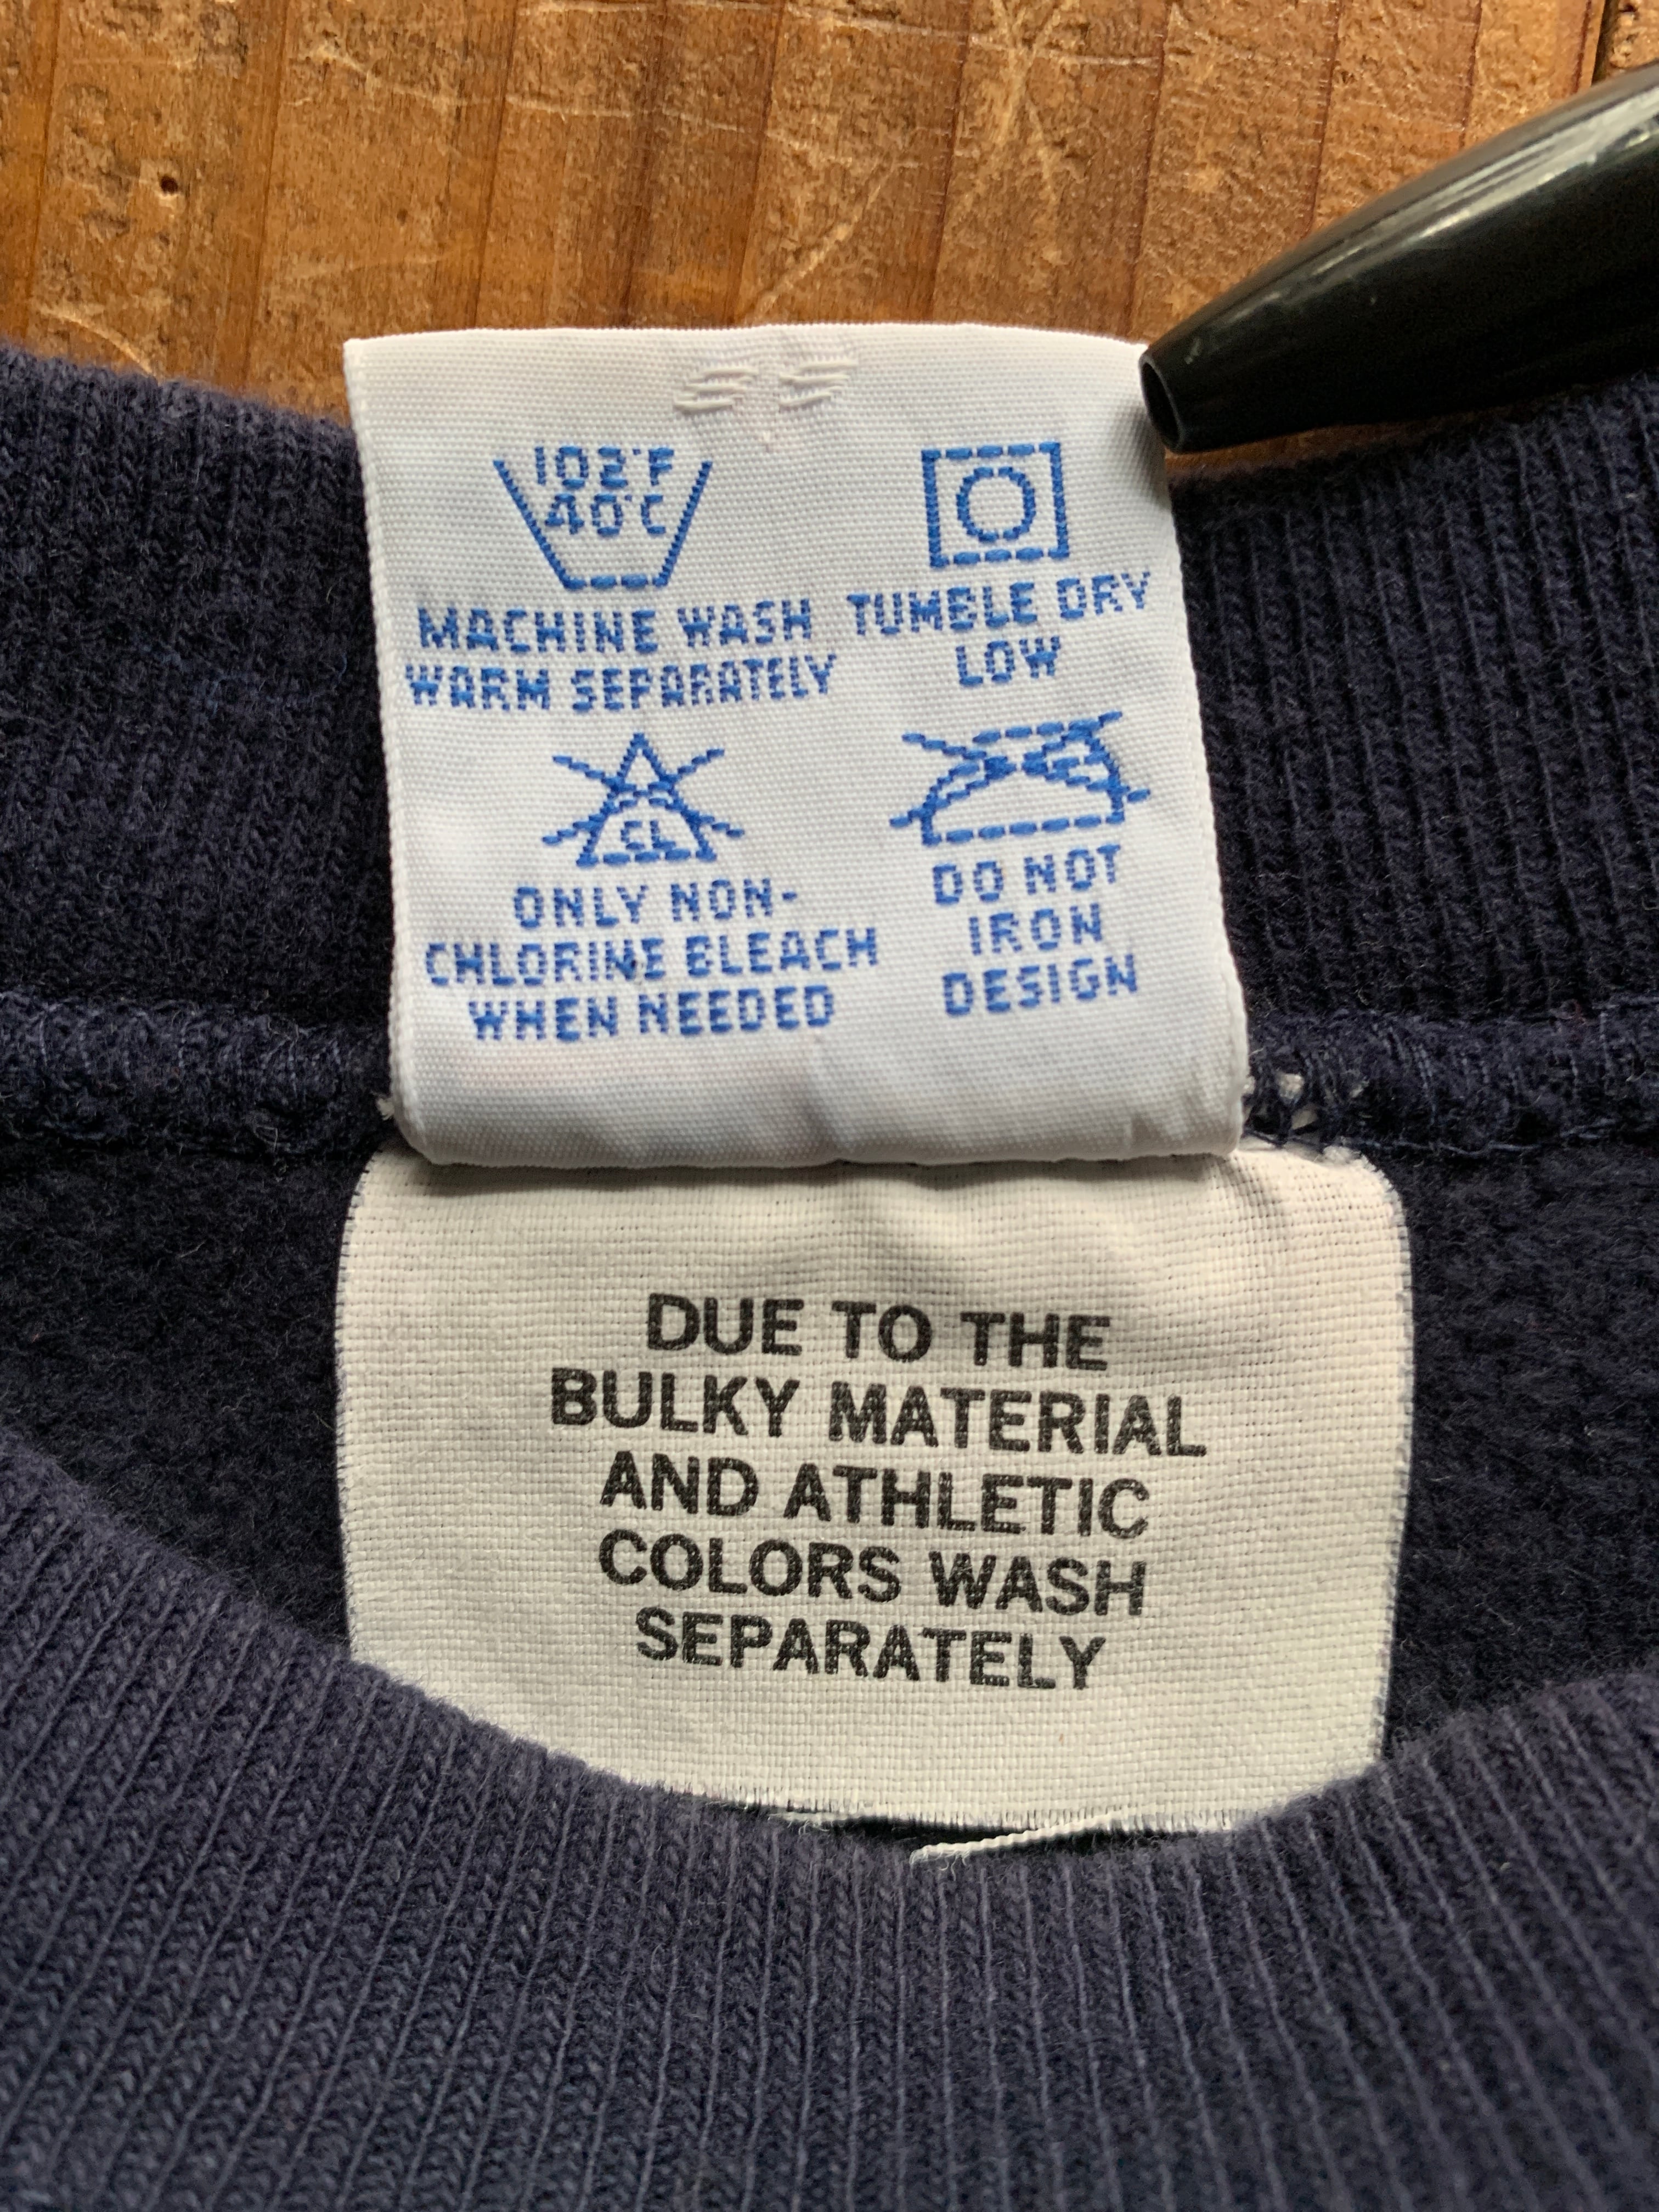 102°F
40°C
MACHINE WASH
WARM SEPARATELY
TUMBLE DRY
LOW
CL
ONLY NON-
CHLORINE BLEACH
WHEN NEEDED
DO NOT
IRON
DESIGN
DUE TO THE
BULKY MATERIAL
AND ATHLETIC
COLORS WASH
SEPARATELY